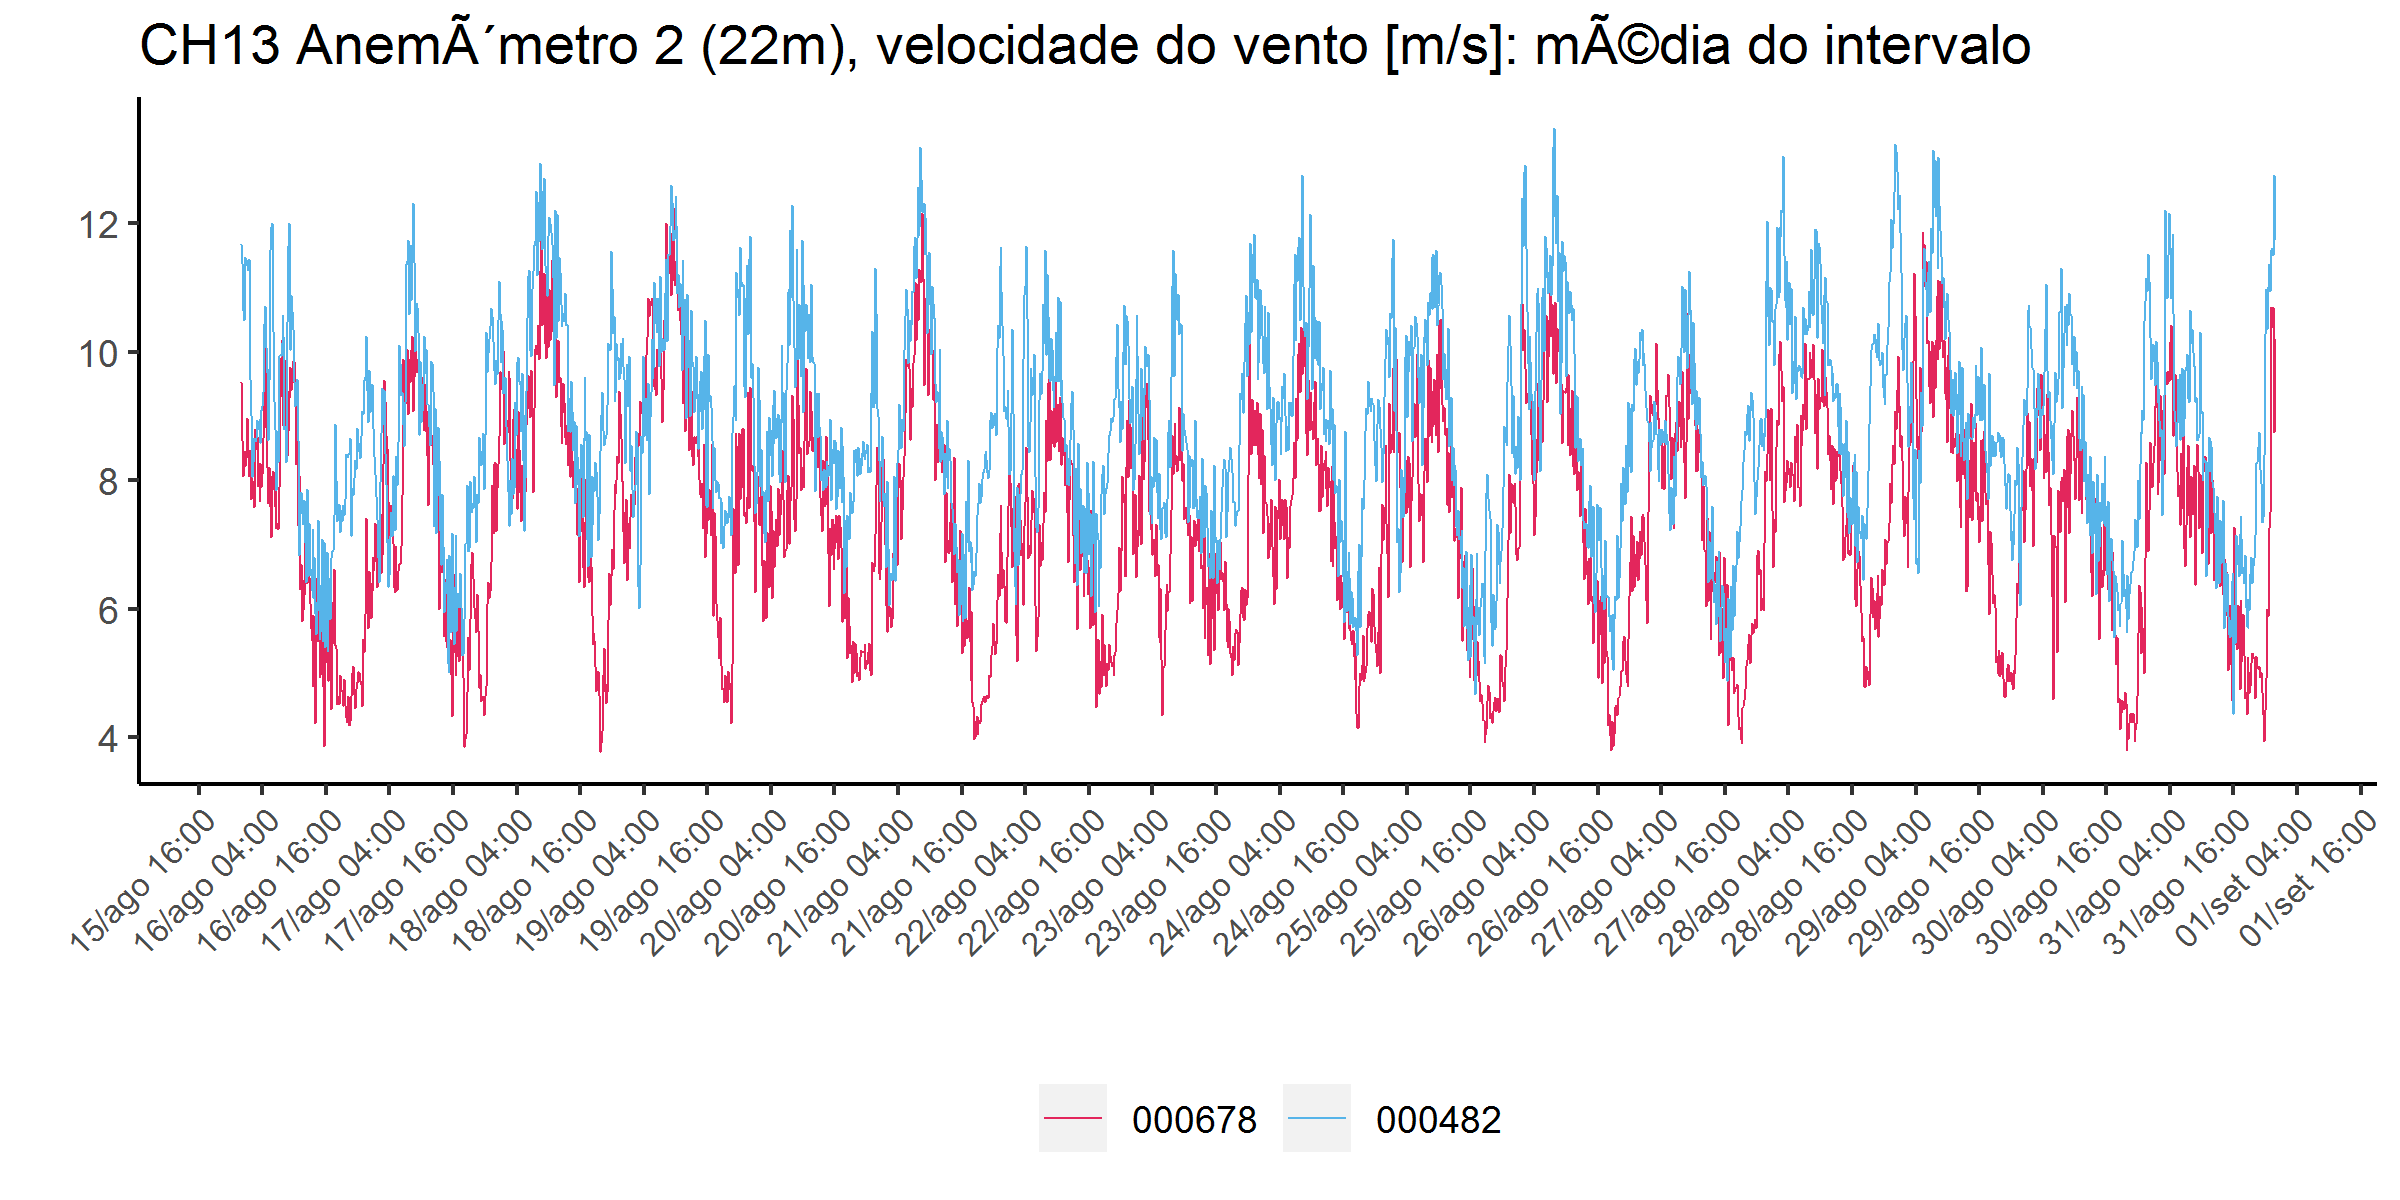 CH13 AnemÃ´metro 2 (22m), velocidade do vento [m/s]: mÃ©dia do intervalo
12
10
8
6
4
15/ago 16:00
16/ago 04:00
16/ago 16:00
17/ago 04:00
17/ago 16:00
18/ago 04:00
18/ago 16:00
19/ago 04:00
19/ago 16:00
20/ago 04:00
20/ago 16:00
21/ago 04:00
21/ago 16:00
22/ago 04:00
22/ago 16:00
23/ago 04:00
23/ago 16:00
24/ago 04:00
24/ago 16:00
25/ago 04:00
25/ago 16:00
26/ago 04:00
26/ago 16:00
27/ago 04:00
27/ago 16:00
28/ago 04:00
28/ago 16:00
29/ago 04:00
29/ago 16:00
30/ago 04:00
30/ago 16:00
31/ago 04:00
31/ago 16:00
01/set 04:00
01/set 16:00
000678
000482